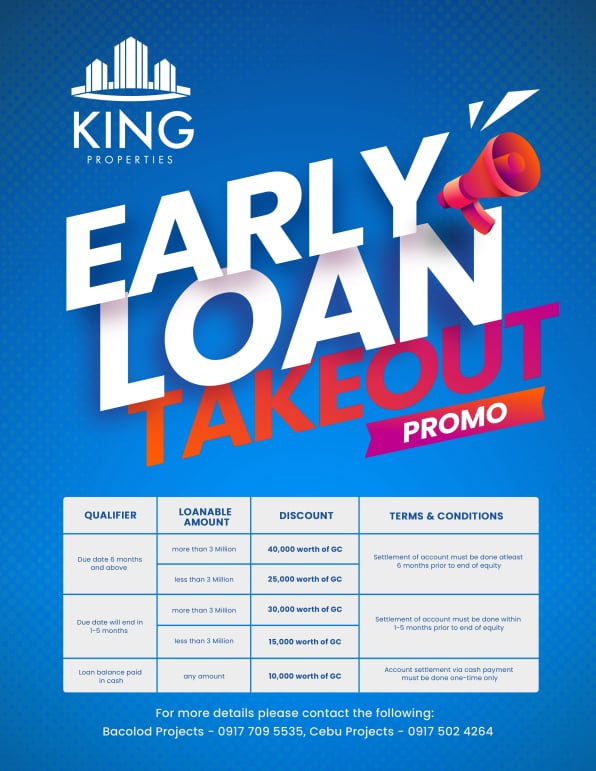 KING
PROPERTIES
EARLY
LOAN
TAKEOUT
PROMO
QUALIFIER
LOANABLE
AMOUNT
DISCOUNT
TERMS & CONDITIONS
Due date 6 months
and above
more than 3 Million
40,000 worth of GC
less than 3 Million
25,000 worth of GC
Settlement of account must be done atleast
6 months prior to end of equity
Due date will end in
1-5 months
more than 3 Million
30,000 worth of GC
less than 3 Million
15,000 worth of GC
Settlement of account must be done within
1-5 months prior to end of equity
Loan balance paid
in cash
any amount
10,000 worth of GC
Account settlement via cash payment
must be done one-time only
For more details please contact the following:
Bacolod Projects - 0917 709 5535, Cebu Projects - 0917 502 4264